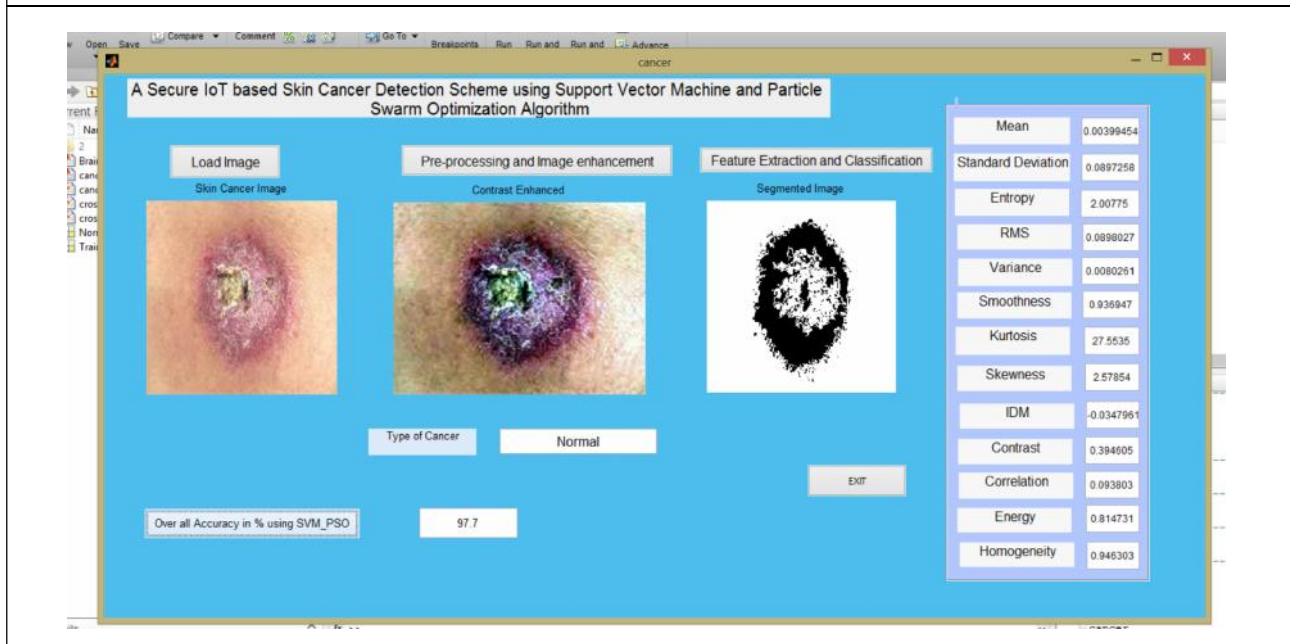 Open Save
Compare
Comment
Go To
Breakpoints
Run
Run and
Run and
Advance
cancer
A Secure IoT based Skin Cancer Detection Scheme using Support Vector Machine and Particle
Swarm Optimization Algorithm
Load Image
Pre-processing and Image enhancement
Feature Extraction and Classification
Skin Cancer Image
Contrast Enhanced
Segmented Image
Type of Cancer
Normal
EXIT
Over all Accuracy in % using SVM_PSO
97.7
Mean 0.00399454
Standard Deviation 0.0897258
Entropy 2.00775
RMS 0.0898027
Variance 0.0080261
Smoothness 0.936947
Kurtosis 27.5535
Skewness 2.57854
IDM -0.0347961
Contrast 0.394605
Correlation 0.093803
Energy 0.814731
Homogeneity 0.946303